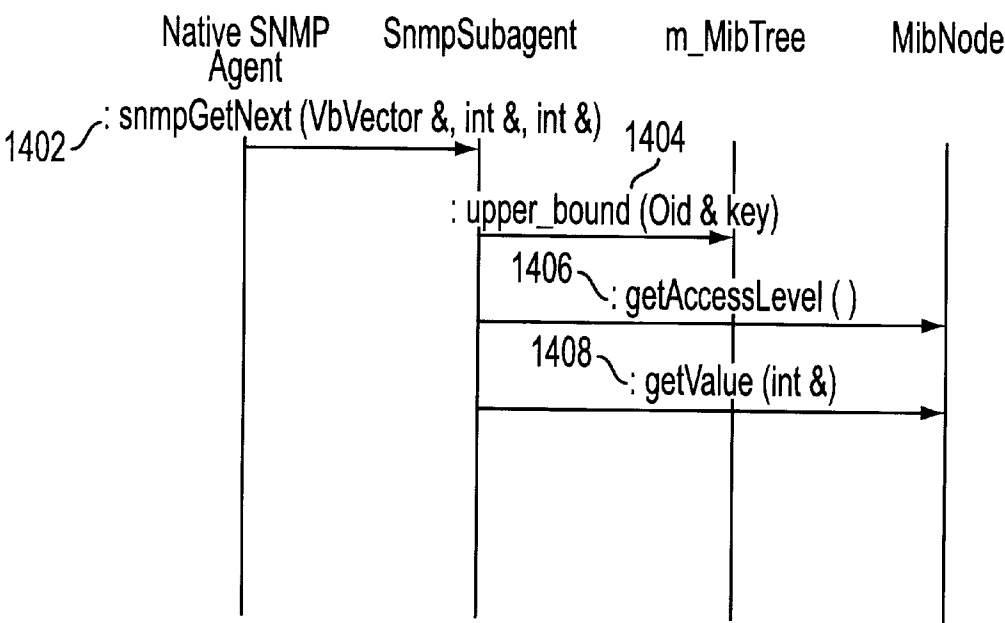 Native SNMP Agent
SnmpSubagent
m_MibTree
MibNode
1402
: snmpGetNext (VbVector &, int &, int &)
1404
: upper_bound (Oid & key)
1406
: getAccessLevel ( )
1408
: getValue (int &)